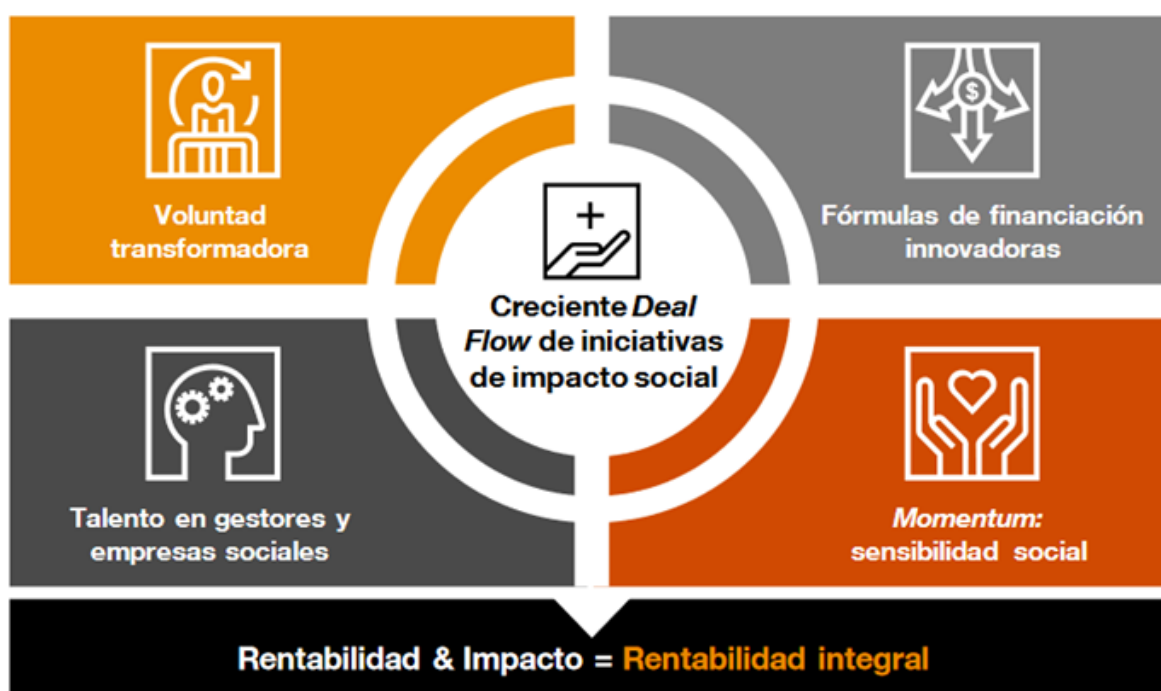 Voluntad
transformadora
$
Fórmulas de financiación
innovadoras
Creciente Deal
Flow de iniciativas
de impacto social
Talento en gestores y
empresas sociales
Momentum:
sensibilidad social
Rentabilidad & Impacto = Rentabilidad integral